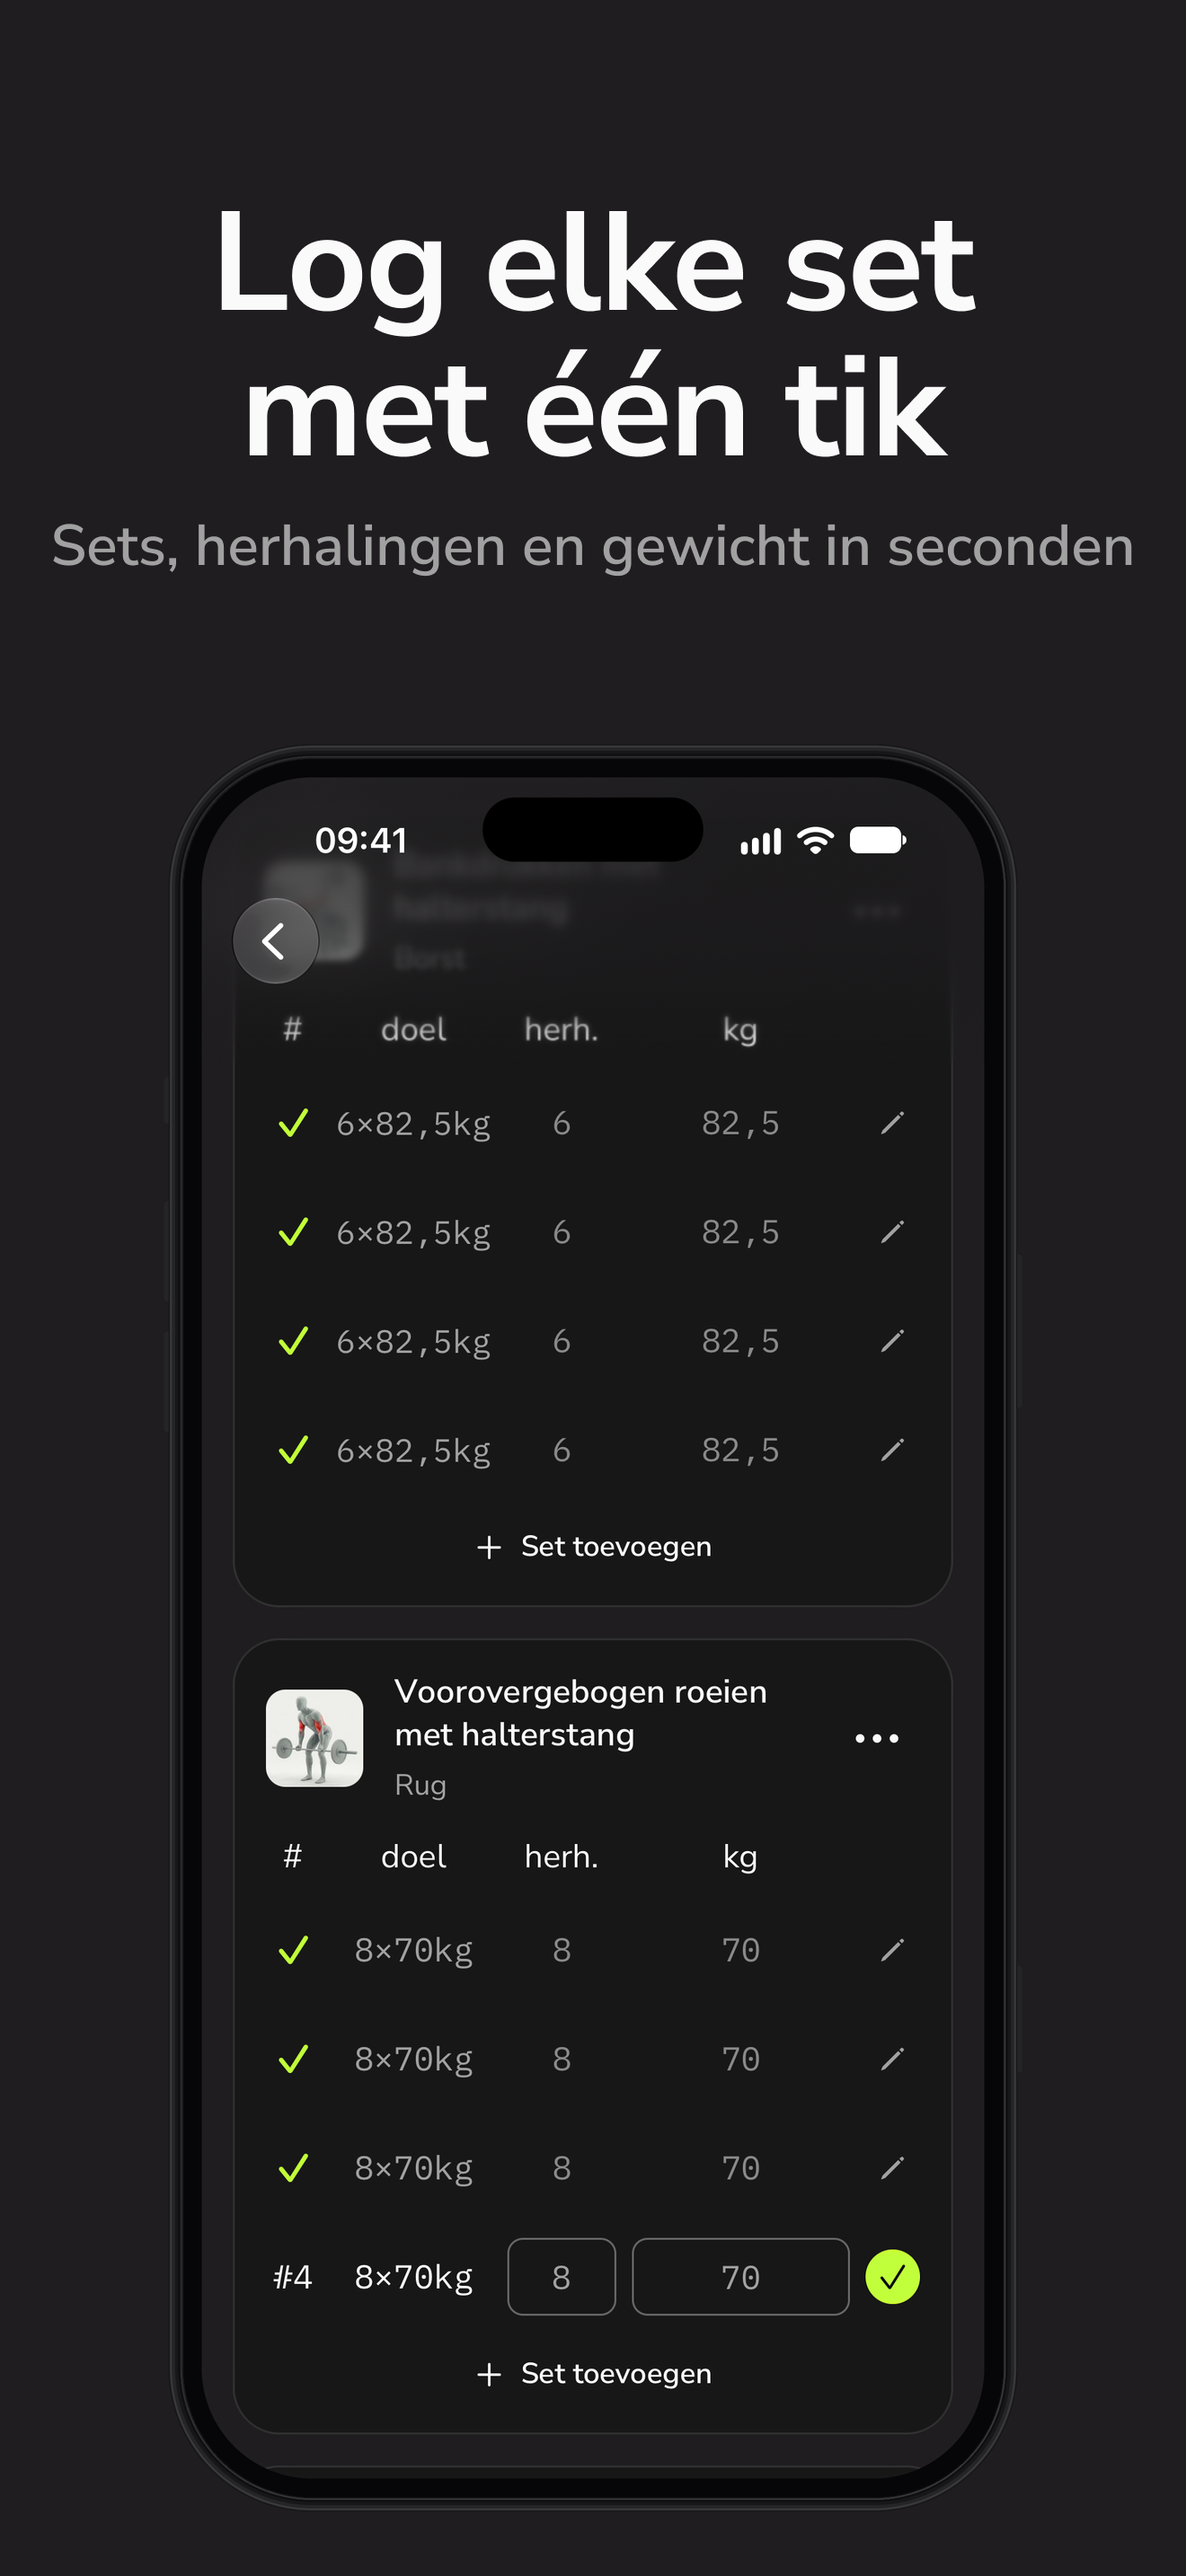 Log elke set
met één tik
Sets, herhalingen en gewicht in seconden
09:41
halterstang
Borst
# doel herh. kg
6×82,5kg 6 82,5
6×82,5kg 6 82,5
6×82,5kg 6 82,5
6×82,5kg 6 82,5
+ Set toevoegen
Voorovergebogen roeien
met halterstang
Rug
# doel herh. kg
8×70kg 8 70
8×70kg 8 70
8×70kg 8 70
#4 8×70kg 8 70
+ Set toevoegen